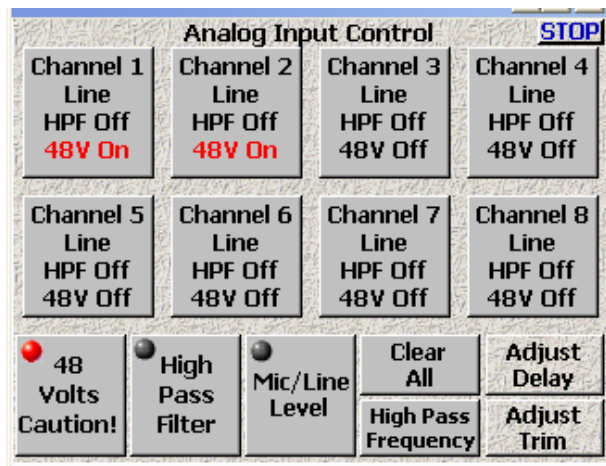 Analog Input Control
STOP
Channel 1
Line
HPF Off
48V On
Channel 2
Line
HPF Off
48V On
Channel 3
Line
HPF Off
48V Off
Channel 4
Line
HPF Off
48V Off
Channel 5
Line
HPF Off
48V Off
Channel 6
Line
HPF Off
48V Off
Channel 7
Line
HPF Off
48V Off
Channel 8
Line
HPF Off
48V Off
48
Volts
Caution!
High
Pass
Filter
Mic/Line
Level
Clear
All
High Pass
Frequency
Adjust
Delay
Adjust
Trim